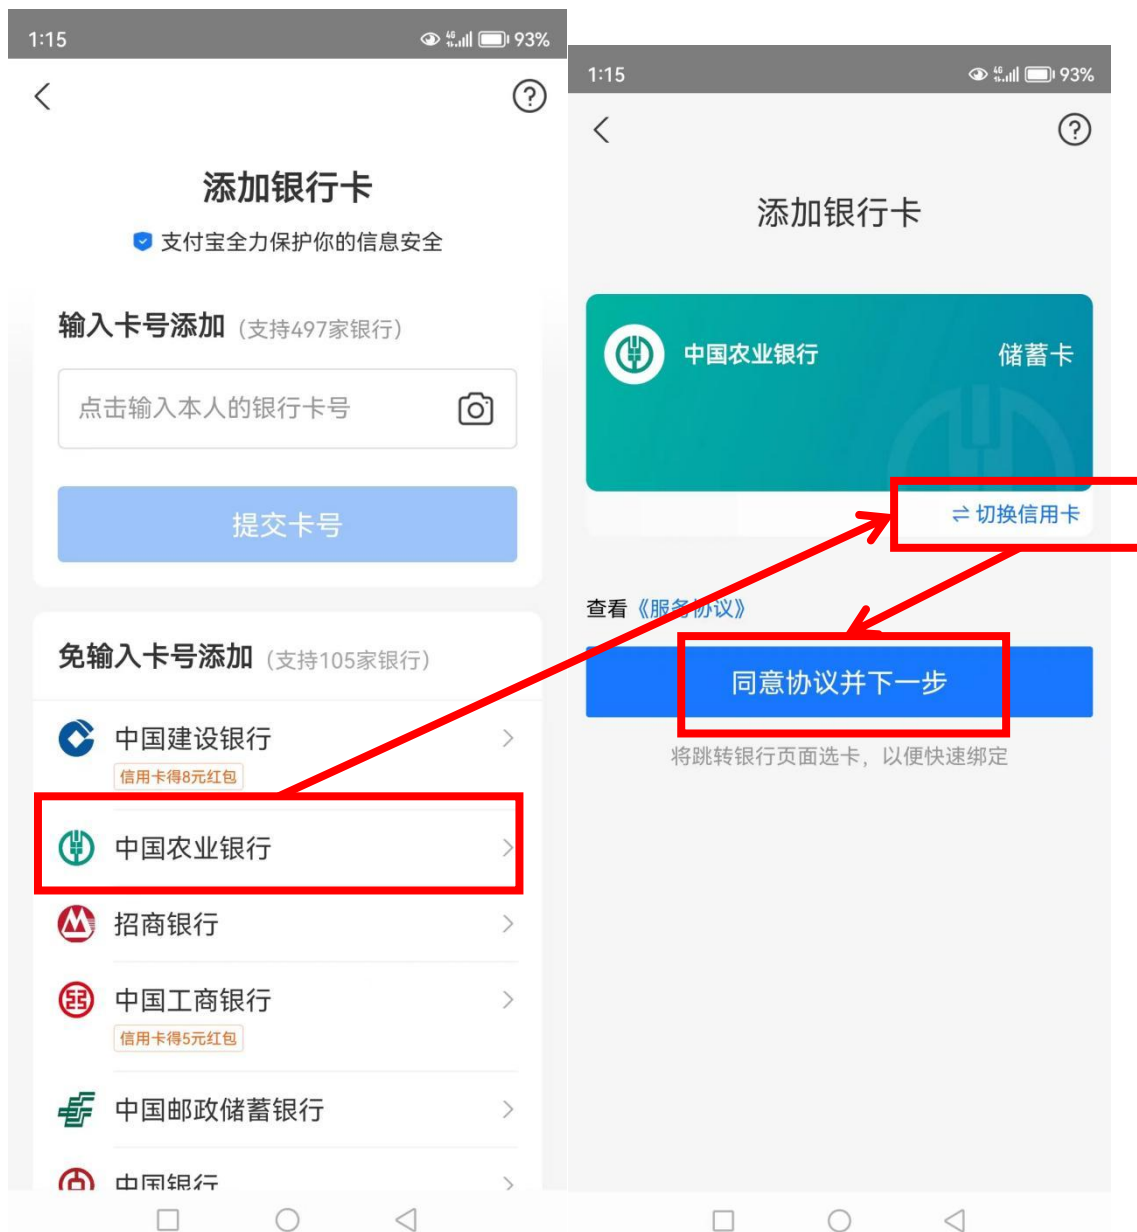 1:15
4G
93%
添加银行卡
支付宝全力保护你的信息安全
输入卡号添加（支持497家银行）
点击输入本人的银行卡号
提交卡号
免输入卡号添加（支持105家银行）
中国建设银行
信用卡得8元红包
中国农业银行
招商银行
中国工商银行
信用卡得5元红包
中国邮政储蓄银行
中国银行
1:15
4G
93%
添加银行卡
中国农业银行
储蓄卡
切换信用卡
查看《服务协议》
同意协议并下一步
将跳转银行页面选卡，以便快速绑定